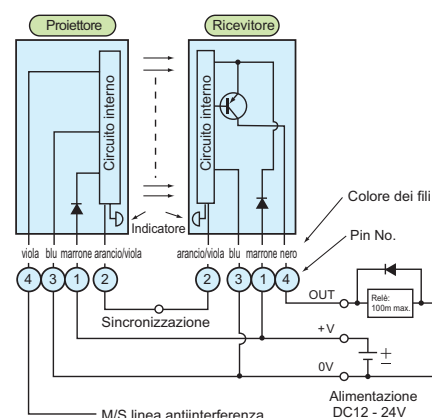 Proiettore
Ricevitore
Circuito interno
Circuito interno
Indicatore
Colore dei fili
Pin No.
viola blu marrone arancio/viola
arancio/viola blu marrone nero
4 3 1 2
2 3 1 4
OUT
Relè:
100m max.
Sincronizzazione
+V
+
−
0V
Alimentazione
DC12 - 24V
M/S linea antiinterferenza